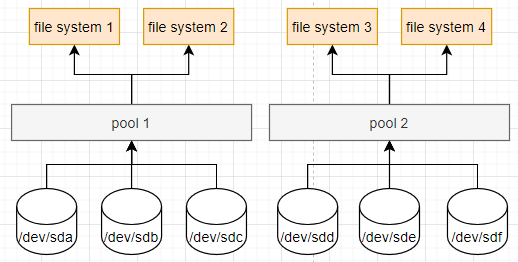 file system 1
file system 2
file system 3
file system 4
pool 1
pool 2
/dev/sda
/dev/sdb
/dev/sdc
/dev/sdd
/dev/sde
/dev/sdf